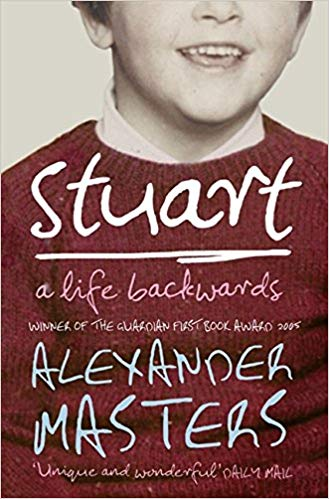 stuart
a life backwards
WINNER OF THE GUARDIAN FIRST BOOK AWARD 2005
ALEXANDER
MASTERS
'Unique and wonderful' DAILY MAIL